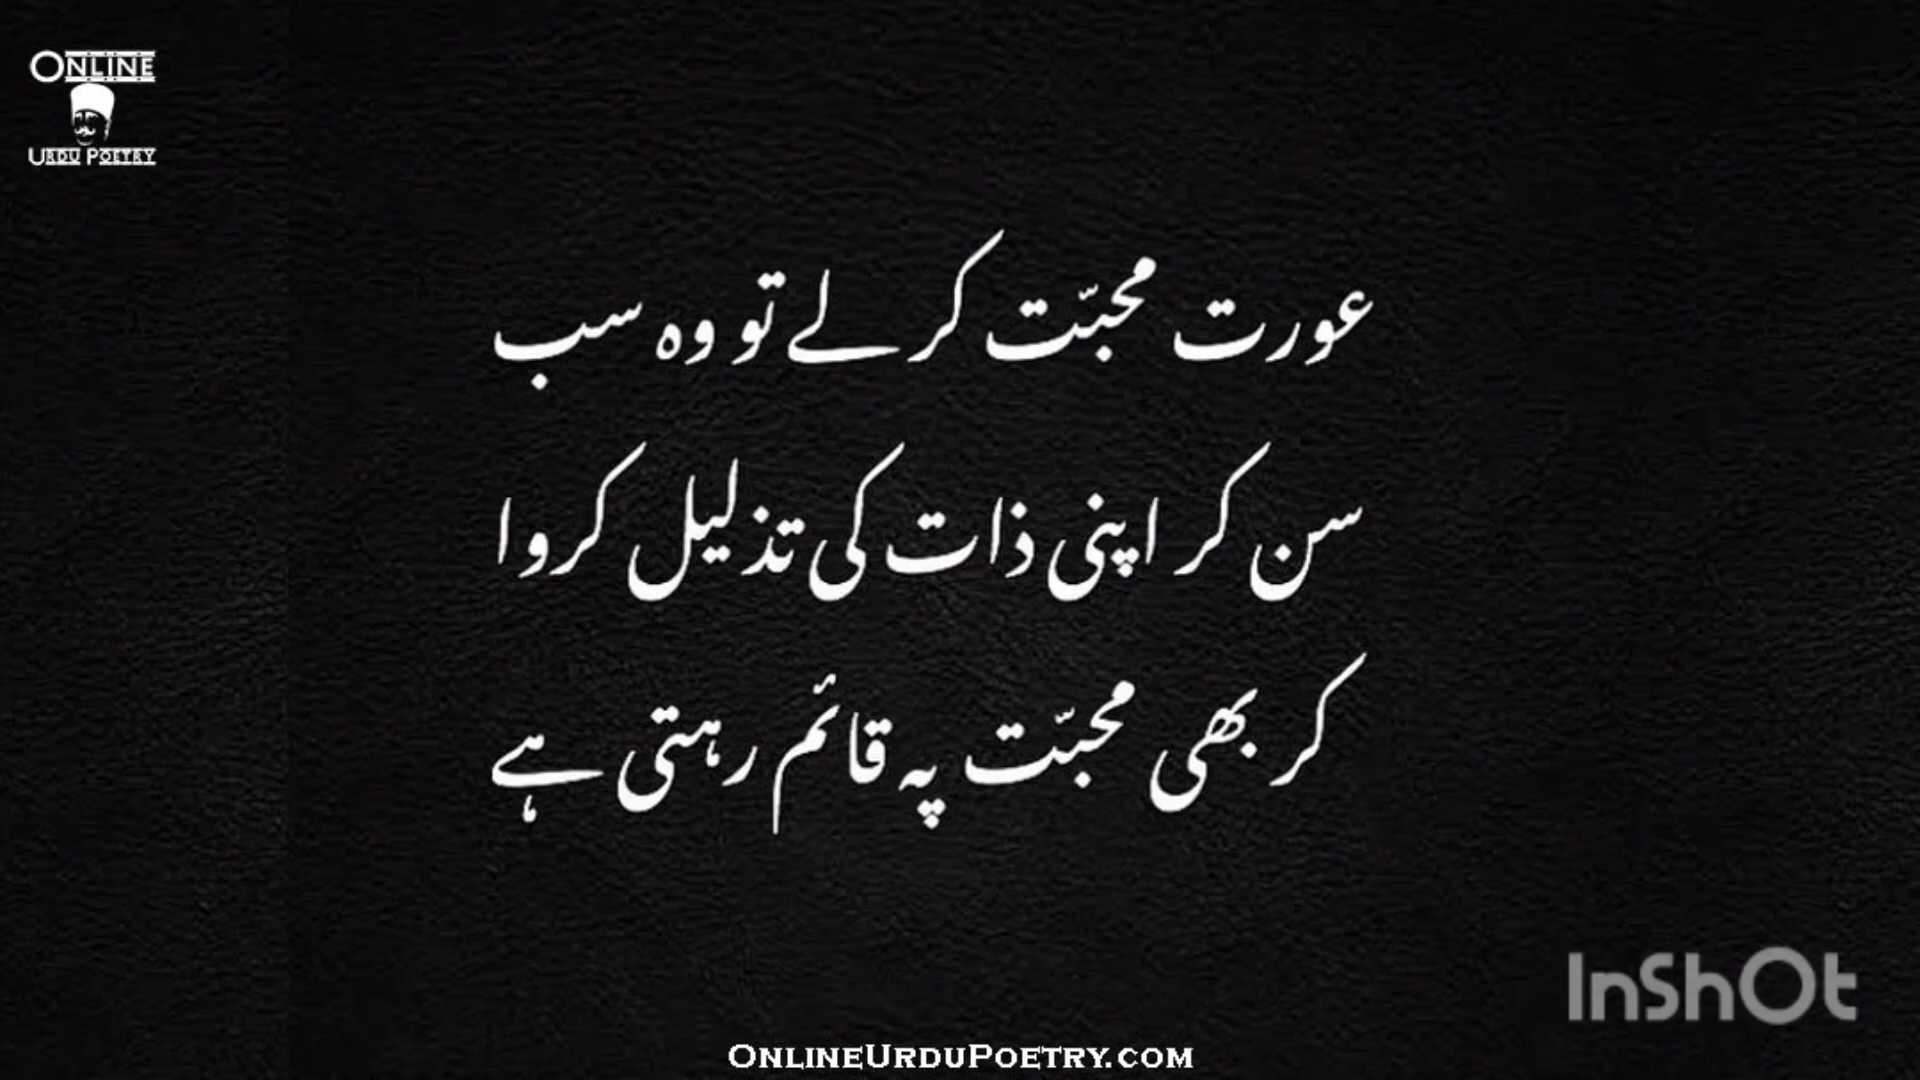 ONLINE
URDU POETRY
عورت محبّت کر لے تو وہ سب
سن کر اپنی ذات کی تذلیل کروا
کر بھی محبّت پہ قائم رہتی ہے
InShOt
ONLINEURDUPOETRY.COM